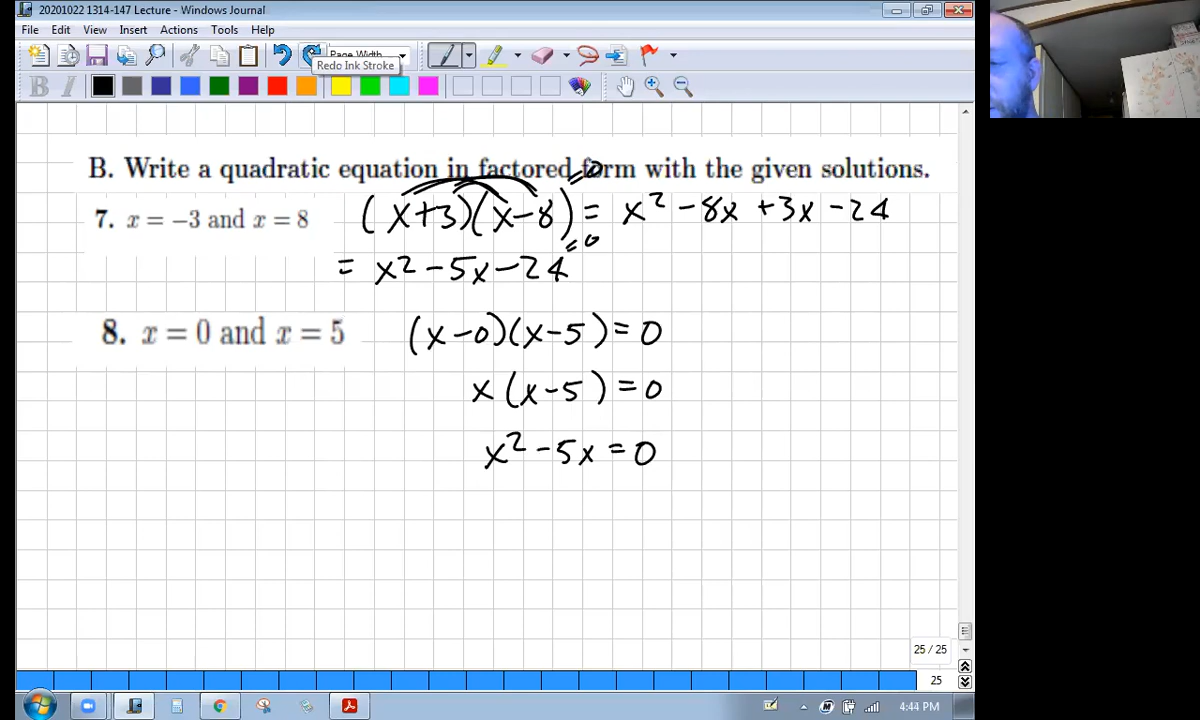 20201022 1314-147 Lecture - Windows Journal
File Edit View Insert Actions Tools Help
Page Width
Redo Ink Stroke
B I
B. Write a quadratic equation in factored form with the given solutions.
= 0
7. x = −3 and x = 8 (x+3)(x−8) = x² −8x +3x −24
= 0
= x² −5x −24
8. x = 0 and x = 5 (x−0)(x−5) = 0
x(x−5) = 0
x² −5x = 0
25 / 25
25
4:44 PM